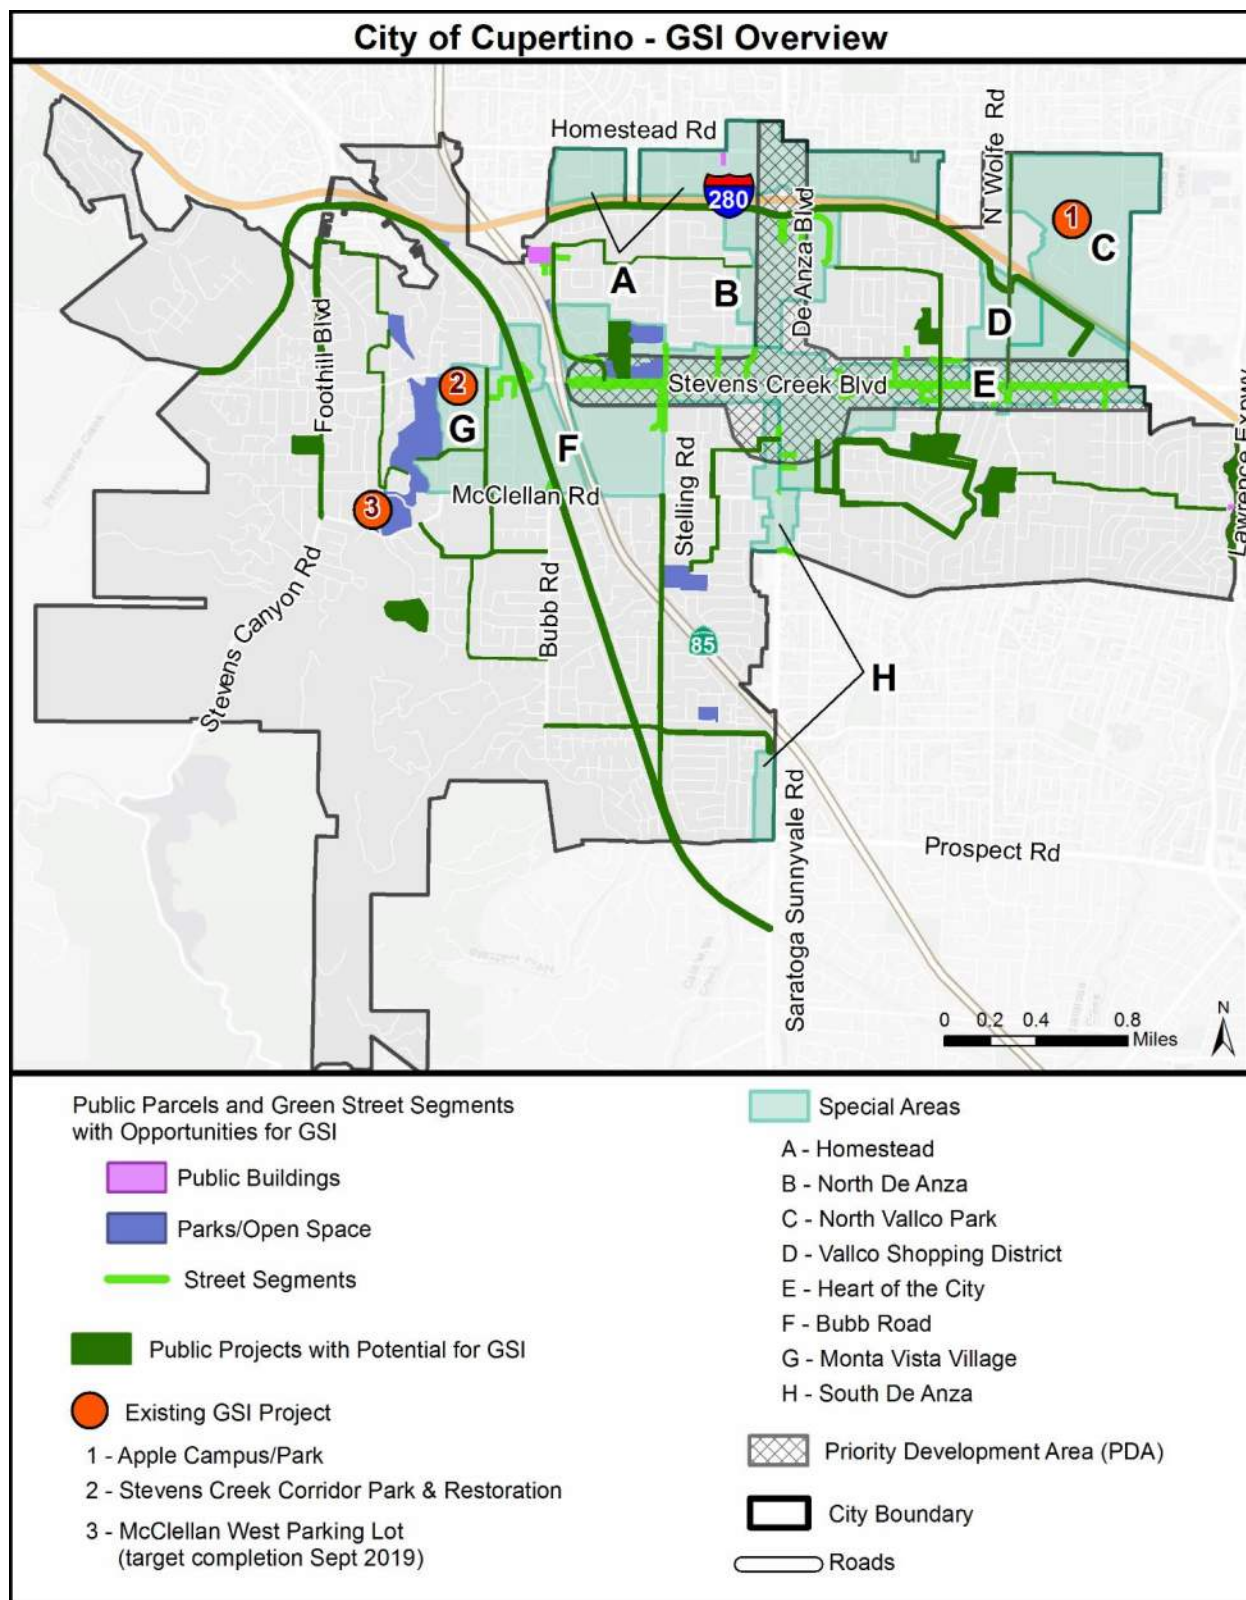 City of Cupertino - GSI Overview
Homestead Rd
N Wolfe Rd
280
De Anza Blvd
1
C
A
B
D
Foothill Blvd
2
Stevens Creek Blvd
E
G
F
Lawrence Expwy
McClellan Rd
3
Stelling Rd
Stevens Canyon Rd
Bubb Rd
85
H
Saratoga Sunnyvale Rd
Prospect Rd
0 0.2 0.4 0.8
Miles
N
Public Parcels and Green Street Segments
with Opportunities for GSI
Public Buildings
Parks/Open Space
Street Segments
Public Projects with Potential for GSI
Existing GSI Project
1 - Apple Campus/Park
2 - Stevens Creek Corridor Park & Restoration
3 - McClellan West Parking Lot
(target completion Sept 2019)
Special Areas
A - Homestead
B - North De Anza
C - North Vallco Park
D - Vallco Shopping District
E - Heart of the City
F - Bubb Road
G - Monta Vista Village
H - South De Anza
Priority Development Area (PDA)
City Boundary
Roads